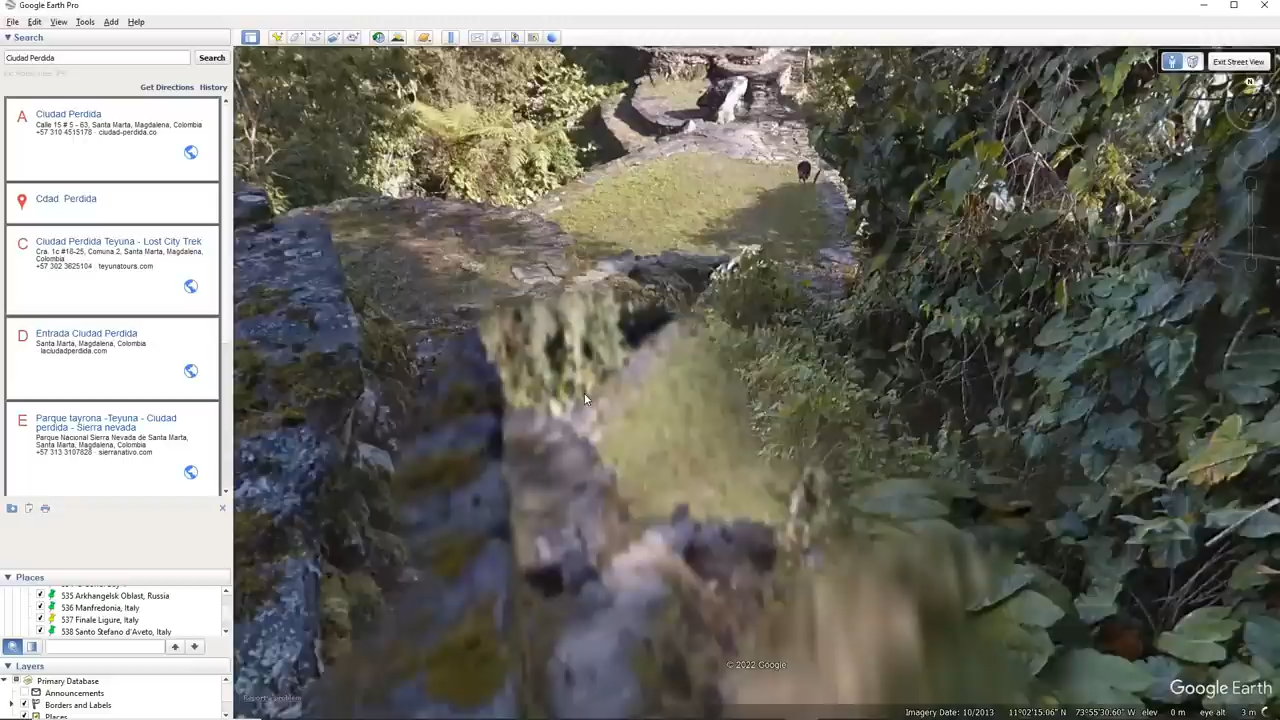 Google Earth Pro
File Edit View Tools Add Help
Search
Ciudad Perdida
Search
Get Directions History
A Ciudad Perdida
Calle 15 # 5 - 63, Santa Marta, Magdalena, Colombia
+57 310 4515178 · ciudad-perdida.co
Cdad. Perdida
C Ciudad Perdida Teyuna - Lost City Trek
Cra. 1c #18-25, Comuna 2, Santa Marta, Magdalena,
Colombia
+57 302 3625104 · teyunatours.com
D Entrada Ciudad Perdida
Santa Marta, Magdalena, Colombia
laciudadperdida.com
E Parque tayrona -Teyuna - Ciudad
perdida - Sierra nevada
Parque Nacional Sierra Nevada de Santa Marta,
Santa Marta, Magdalena, Colombia
+57 313 3107628 · sierranativo.com
Places
535 Arkhangelsk Oblast, Russia
536 Manfredonia, Italy
537 Finale Ligure, Italy
538 Santo Stefano d'Aveto, Italy
Layers
Primary Database
Announcements
Borders and Labels
Places
Exit Street View
N
© 2022 Google
Report a problem
Google Earth
Imagery Date: 10/2013 11°02'15.06" N 73°55'30.60" W elev 0 m eye alt 3 m